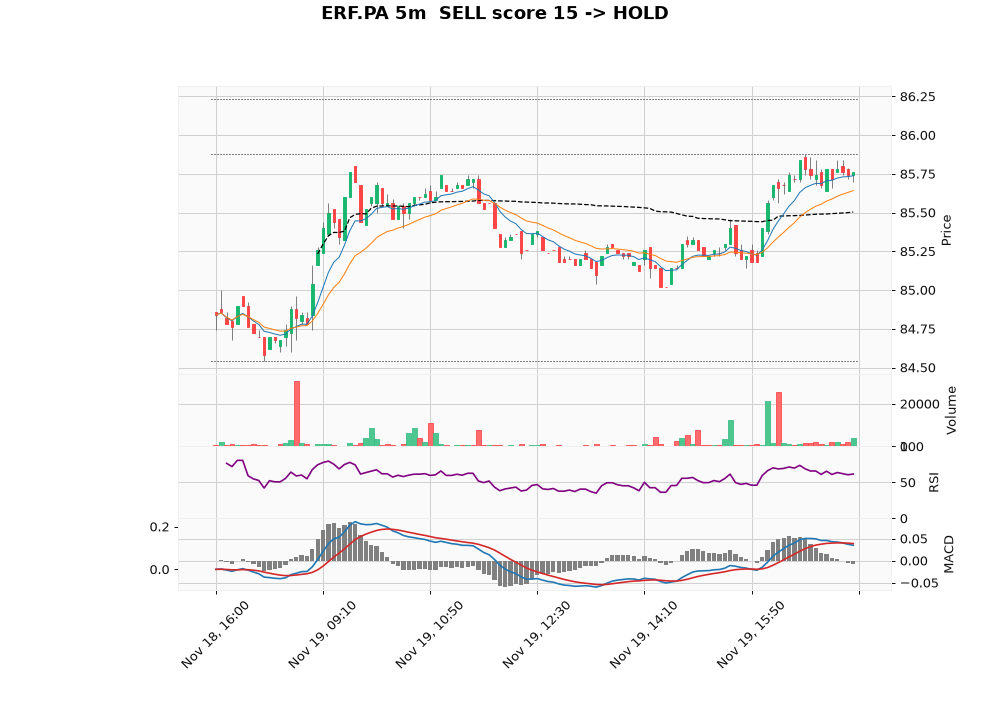 ERF.PA 5m  SELL score 15 -> HOLD
86.25
86.00
85.75
85.50
85.25
85.00
84.75
84.50
Price
20000
0
Volume
100
50
0
RSI
0.2
0.0
0.05
0.00
−0.05
MACD
Nov 18, 16:00
Nov 19, 09:10
Nov 19, 10:50
Nov 19, 12:30
Nov 19, 14:10
Nov 19, 15:50